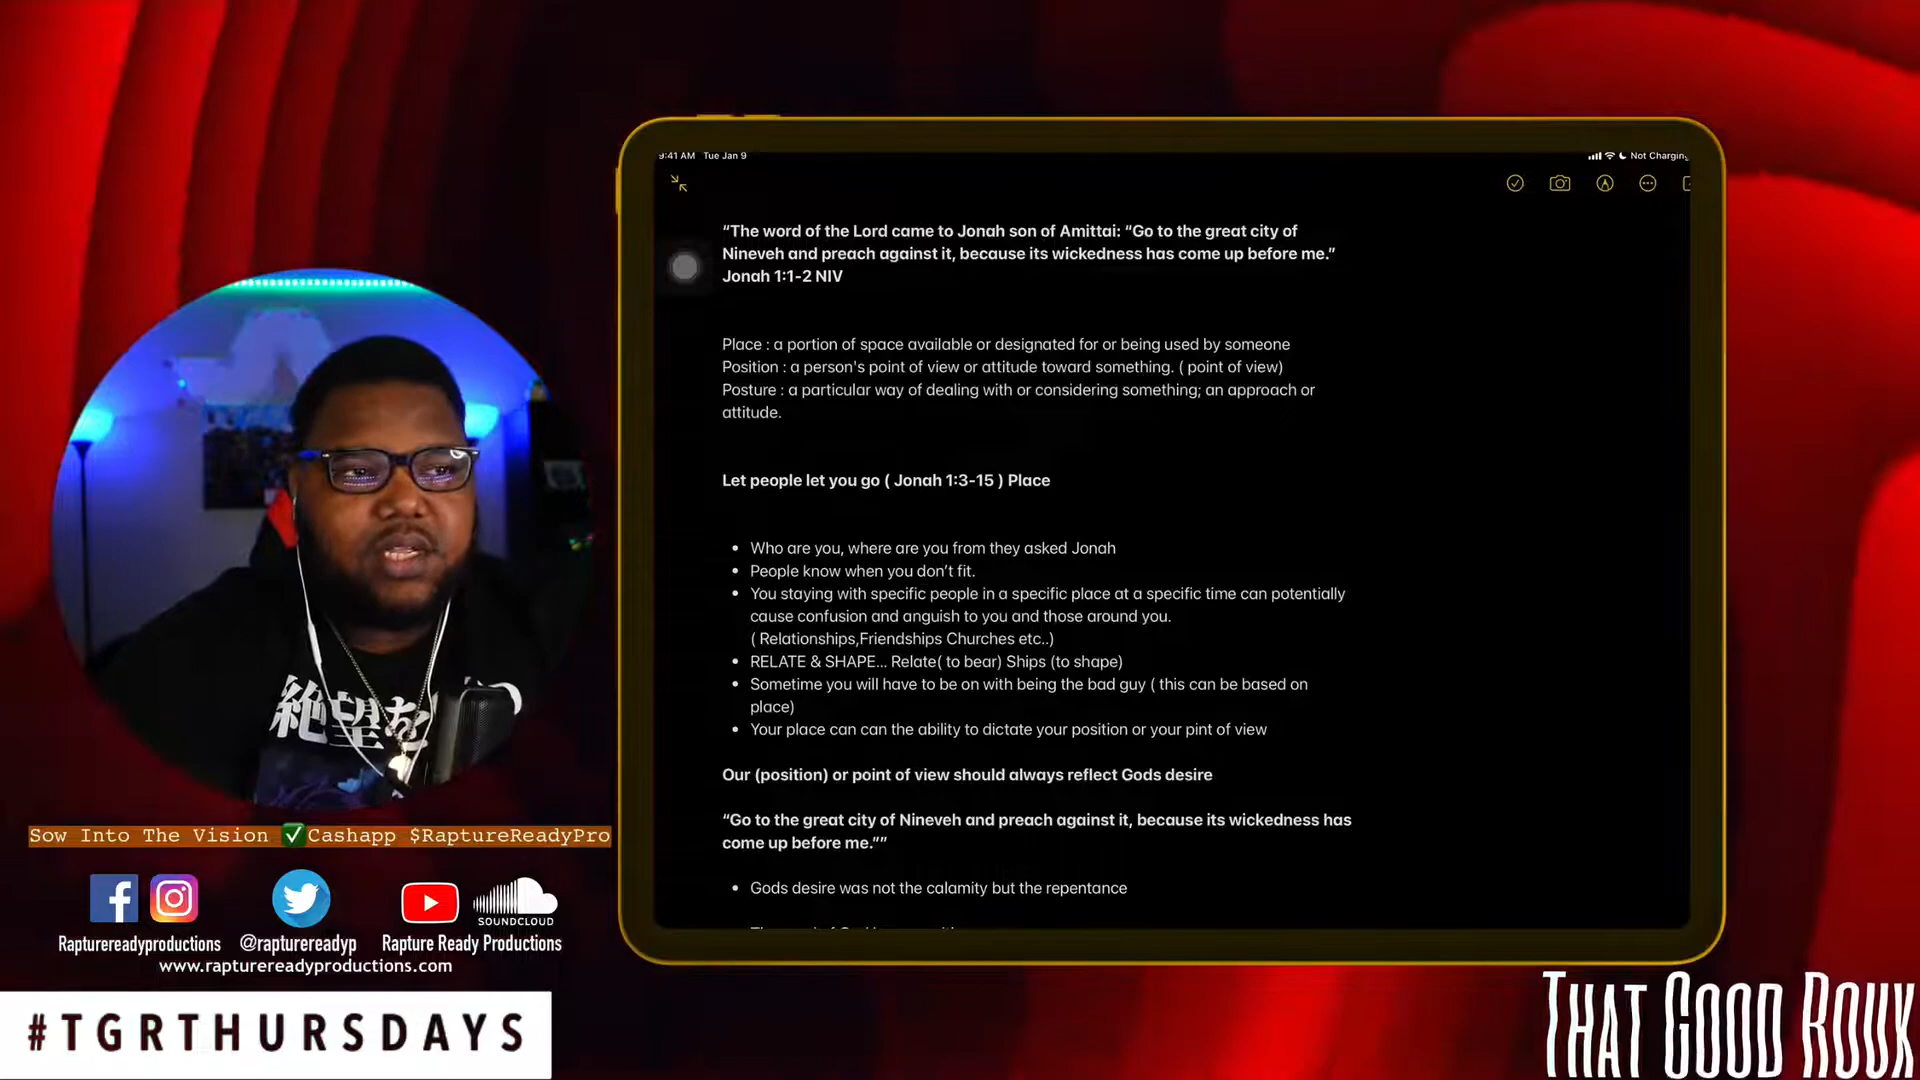 9:41 AM Tue Jan 9
Not Charging
“The word of the Lord came to Jonah son of Amittai: “Go to the great city of
Nineveh and preach against it, because its wickedness has come up before me.”
Jonah 1:1-2 NIV
Place : a portion of space available or designated for or being used by someone
Position : a person's point of view or attitude toward something. ( point of view)
Posture : a particular way of dealing with or considering something; an approach or
attitude.
Let people let you go ( Jonah 1:3-15 ) Place
• Who are you, where are you from they asked Jonah
• People know when you don’t fit.
• You staying with specific people in a specific place at a specific time can potentially
cause confusion and anguish to you and those around you.
( Relationships,Friendships Churches etc..)
• RELATE & SHAPE... Relate( to bear) Ships (to shape)
• Sometime you will have to be on with being the bad guy ( this can be based on
place)
• Your place can can the ability to dictate your position or your pint of view
Our (position) or point of view should always reflect Gods desire
“Go to the great city of Nineveh and preach against it, because its wickedness has
come up before me.””
• Gods desire was not the calamity but the repentance
絶望を
Sow Into The Vision ✅Cashapp $RaptureReadyPro
SOUNDCLOUD
Rapturereadyproductions @rapturereadyp Rapture Ready Productions
www.rapturereadyproductions.com
#TGRTHURSDAYS
THAT GOOD ROUX